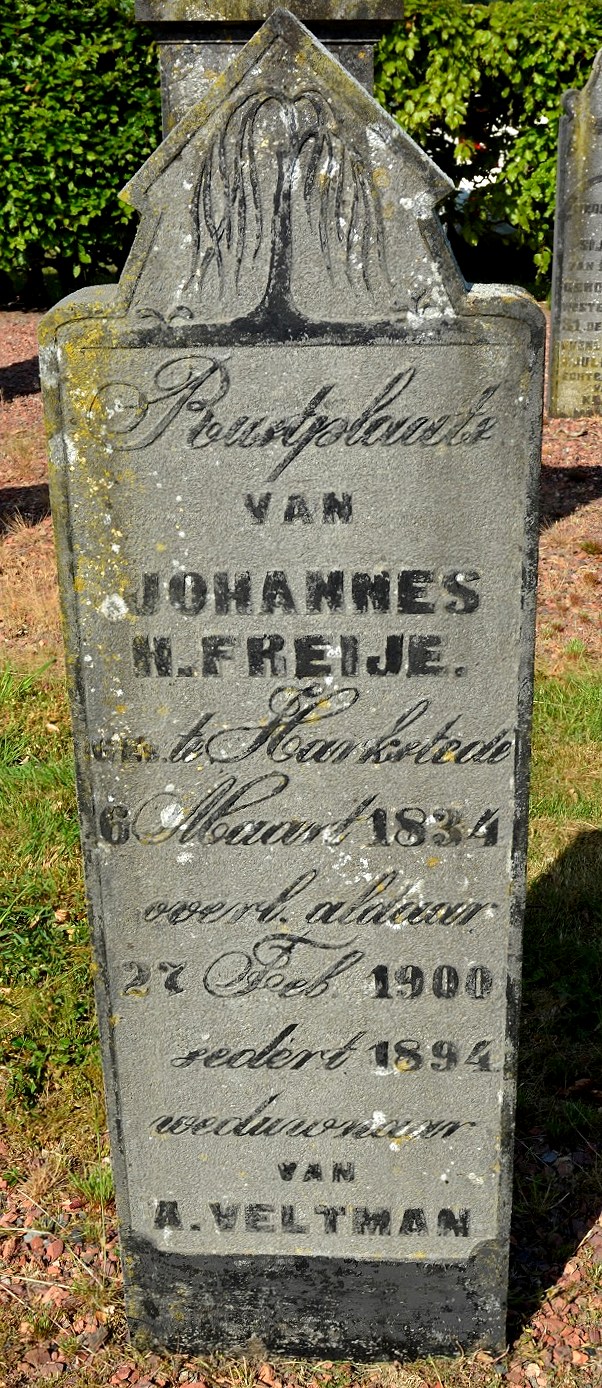 Rustplaats
VAN
JOHANNES
H. FREIJE.
geb. te Harkstede
6 Maart 1834
overl. aldaar
27 Feb. 1900
sedert 1894
weduwnaar
VAN
A. VELTMAN